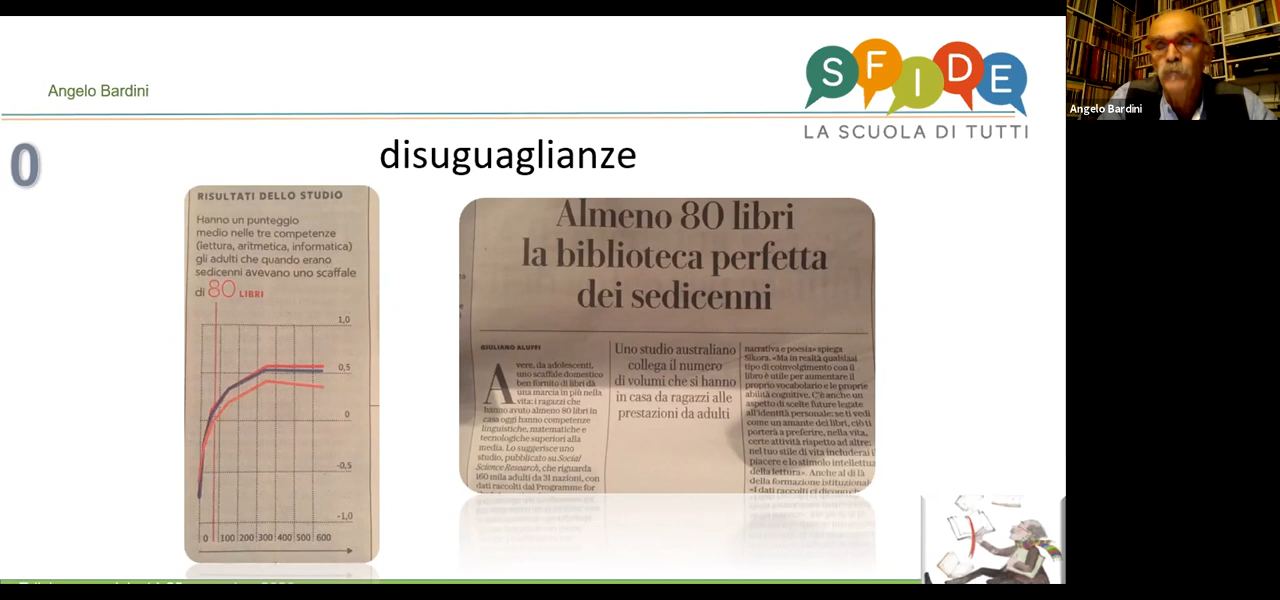 Angelo Bardini
SFIDE
LA SCUOLA DI TUTTI
Angelo Bardini
0
disuguaglianze
RISULTATI DELLO STUDIO
Hanno un punteggio
medio nelle tre competenze
(lettura, aritmetica, informatica)
gli adulti che quando erano
sedicenni avevano uno scaffale
di 80 LIBRI
1,0
0,5
0
-0,5
-1,0
0 100 200 300 400 500 600
Almeno 80 libri
la biblioteca perfetta
dei sedicenni
GIULIANO ALUFFI
Avere, da adolescenti,
uno scaffale domestico
ben fornito di libri dà
una marcia in più nella
vita: i ragazzi che
hanno avuto almeno 80 libri in
casa oggi hanno competenze
linguistiche, matematiche e
tecnologiche superiori alla
media. Lo suggerisce uno
studio, pubblicato su Social
Science Research, che riguarda
160 mila adulti da 31 nazioni, con
dati raccolti dal Programme for
Uno studio australiano
collega il numero
di volumi che si hanno
in casa da ragazzi alle
prestazioni da adulti
narrativa e poesia» spiega
Sikora. «Ma in realtà qualsiasi
tipo di coinvolgimento con il
libro è utile per aumentare il
proprio vocabolario e le proprie
abilità cognitive. C'è anche un
aspetto di scelte future legate
all'identità personale: se ti vedi
come un amante dei libri, ciò ti
porterà a preferire, nella vita,
certe attività rispetto ad altre:
nel tuo stile di vita includerai i
piacere e lo stimolo intellettua
della lettura». Anche al di là
della formazione istituzional
«I dati raccolti ci dicono che